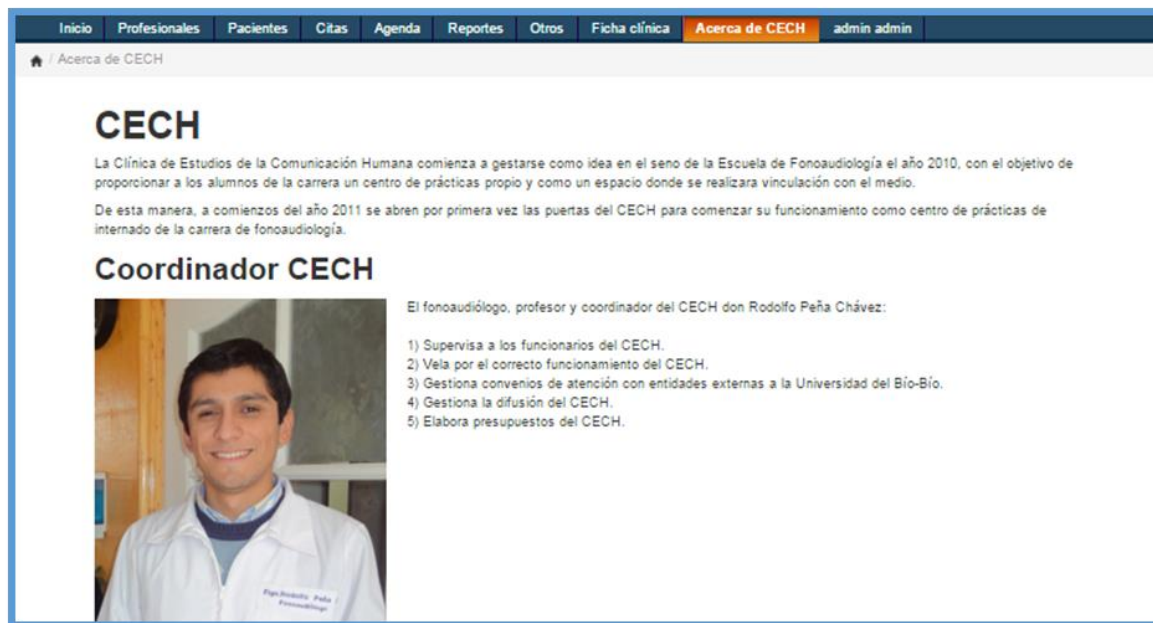 Inicio Profesionales Pacientes Citas Agenda Reportes Otros Ficha clínica Acerca de CECH admin admin
/ Acerca de CECH
CECH
La Clínica de Estudios de la Comunicación Humana comienza a gestarse como idea en el seno de la Escuela de Fonoaudiología el año 2010, con el objetivo de
proporcionar a los alumnos de la carrera un centro de prácticas propio y como un espacio donde se realizara vinculación con el medio.
De esta manera, a comienzos del año 2011 se abren por primera vez las puertas del CECH para comenzar su funcionamiento como centro de prácticas de
internado de la carrera de fonoaudiología.
Coordinador CECH
El fonoaudiólogo, profesor y coordinador del CECH don Rodolfo Peña Chávez:
1) Supervisa a los funcionarios del CECH.
2) Vela por el correcto funcionamiento del CECH.
3) Gestiona convenios de atención con entidades externas a la Universidad del Bío-Bío.
4) Gestiona la difusión del CECH.
5) Elabora presupuestos del CECH.
Flgo.Rodolfo Peña
Fonoaudiólogo